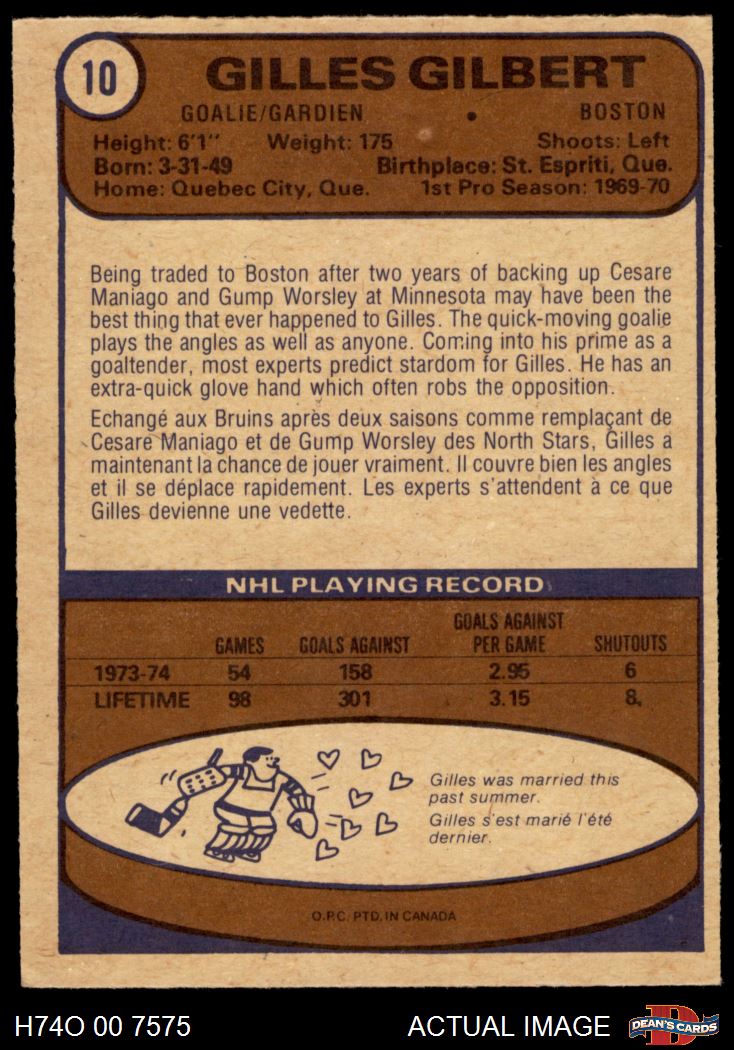 10
GILLES GILBERT
GOALIE/GARDIEN • BOSTON
Height: 6'1" Weight: 175 Shoots: Left
Born: 3-31-49 Birthplace: St. Espriti, Que.
Home: Quebec City, Que. 1st Pro Season: 1969-70
Being traded to Boston after two years of backing up Cesare
Maniago and Gump Worsley at Minnesota may have been the
best thing that ever happened to Gilles. The quick-moving goalie
plays the angles as well as anyone. Coming into his prime as a
goaltender, most experts predict stardom for Gilles. He has an
extra-quick glove hand which often robs the opposition.
Echangé aux Bruins après deux saisons comme remplaçant de
Cesare Maniago et de Gump Worsley des North Stars, Gilles a
maintenant la chance de jouer vraiment. Il couvre bien les angles
et il se déplace rapidement. Les experts s'attendent à ce que
Gilles devienne une vedette.
NHL PLAYING RECORD
GAMES GOALS AGAINST GOALS AGAINST PER GAME SHUTOUTS
1973-74 54 158 2.95 6
LIFETIME 98 301 3.15 8
Gilles was married this
past summer.
Gilles s'est marié l'été
dernier.
O.P.C. PTD. IN CANADA
H74O 00 7575 ACTUAL IMAGE DEAN'S CARDS